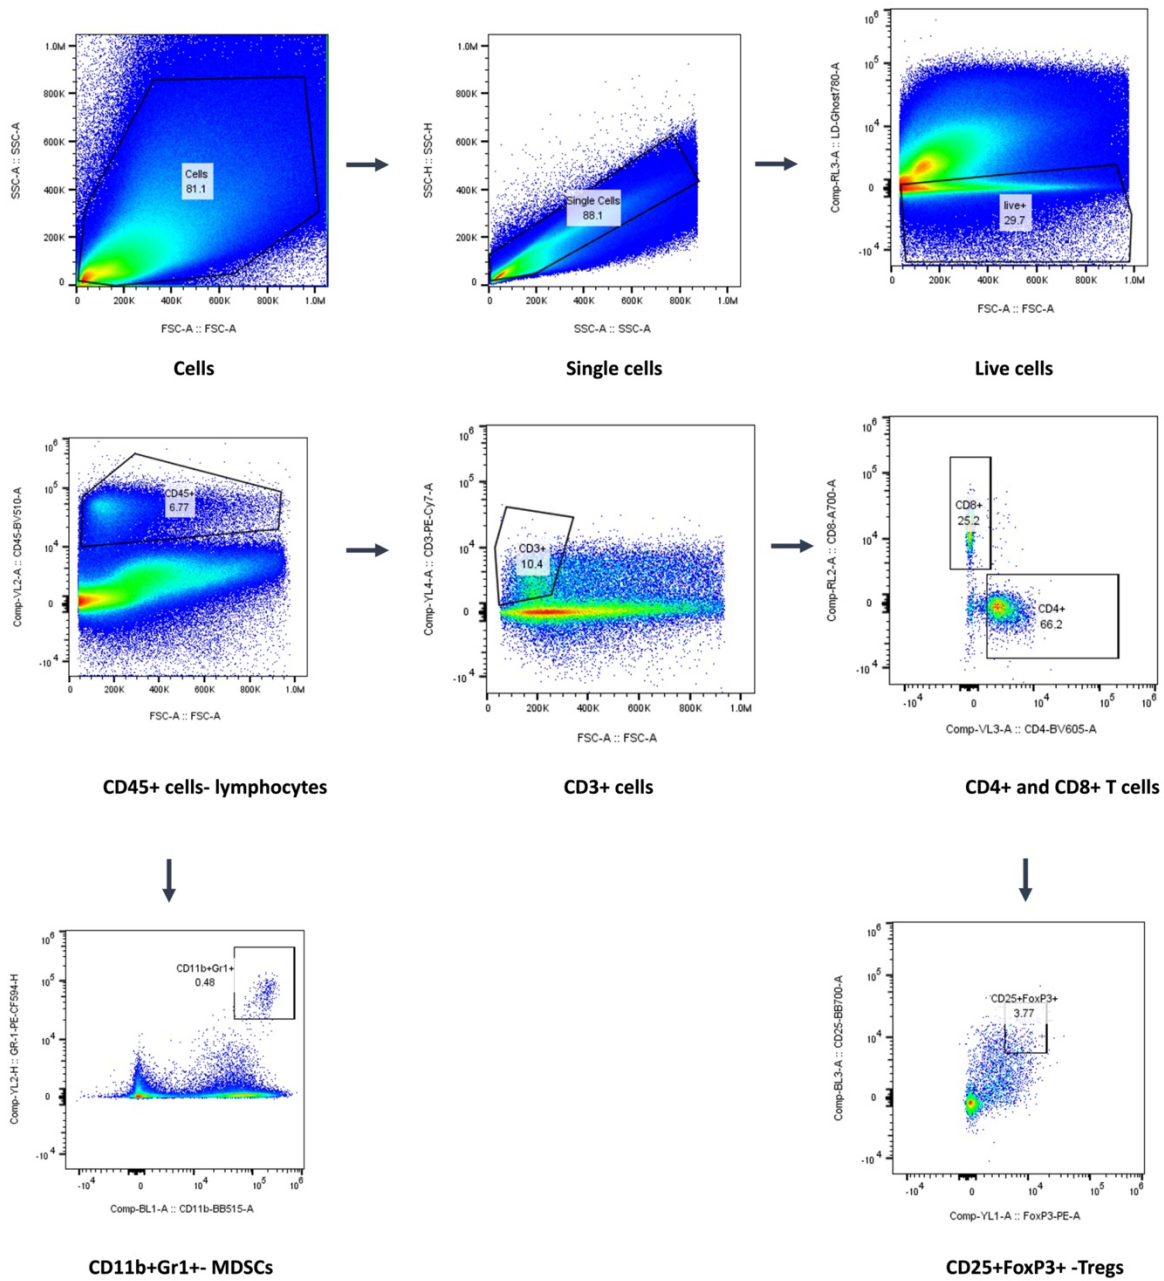 1.0M
800K
600K
400K
200K
0
SSC-A :: SSC-A
Cells
81.1
0
200K
400K
600K
800K
1.0M
FSC-A :: FSC-A
Cells
1.0M
800K
600K
400K
200K
0
SSC-H :: SSC-H
Single Cells
88.1
0
200K
400K
600K
800K
1.0M
SSC-A :: SSC-A
Single cells
10^6
10^5
10^4
0
-10^4
Comp-RL3-A :: LD-Ghost780-A
live+
29.7
0
200K
400K
600K
800K
1.0M
FSC-A :: FSC-A
Live cells
10^6
10^5
10^4
0
-10^4
Comp-VL2-A :: CD45-BV510-A
CD45+
6.77
0
200K
400K
600K
800K
1.0M
FSC-A :: FSC-A
CD45+ cells- lymphocytes
10^6
10^5
10^4
0
-10^4
Comp-YL4-A :: CD3-PE-Cy7-A
CD3+
10.4
0
200K
400K
600K
800K
1.0M
FSC-A :: FSC-A
CD3+ cells
10^6
10^5
10^4
0
-10^4
Comp-RL2-A :: CD8-A700-A
CD8+
25.2
CD4+
66.2
-10^4
0
10^4
10^5
10^6
Comp-VL3-A :: CD4-BV605-A
CD4+ and CD8+ T cells
10^6
10^5
10^4
0
-10^4
Comp-YL2-H :: GR-1-PE-CF594-H
CD11b+Gr1+
0.48
-10^4
0
10^4
10^5
10^6
Comp-BL1-A :: CD11b-BB515-A
CD11b+Gr1+- MDSCs
10^6
10^5
10^4
0
-10^4
Comp-BL3-A :: CD25-BB700-A
CD25+FoxP3+
3.77
-10^4
0
10^4
10^5
10^6
Comp-YL1-A :: FoxP3-PE-A
CD25+FoxP3+ -Tregs